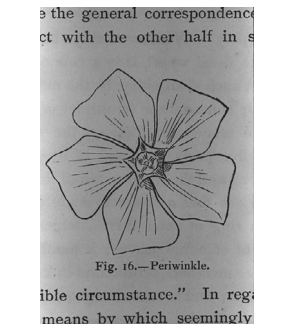 e the general correspondence
ct with the other half in s
Fig. 16.—Periwinkle.
ible circumstance." In rega
means by which seemingly